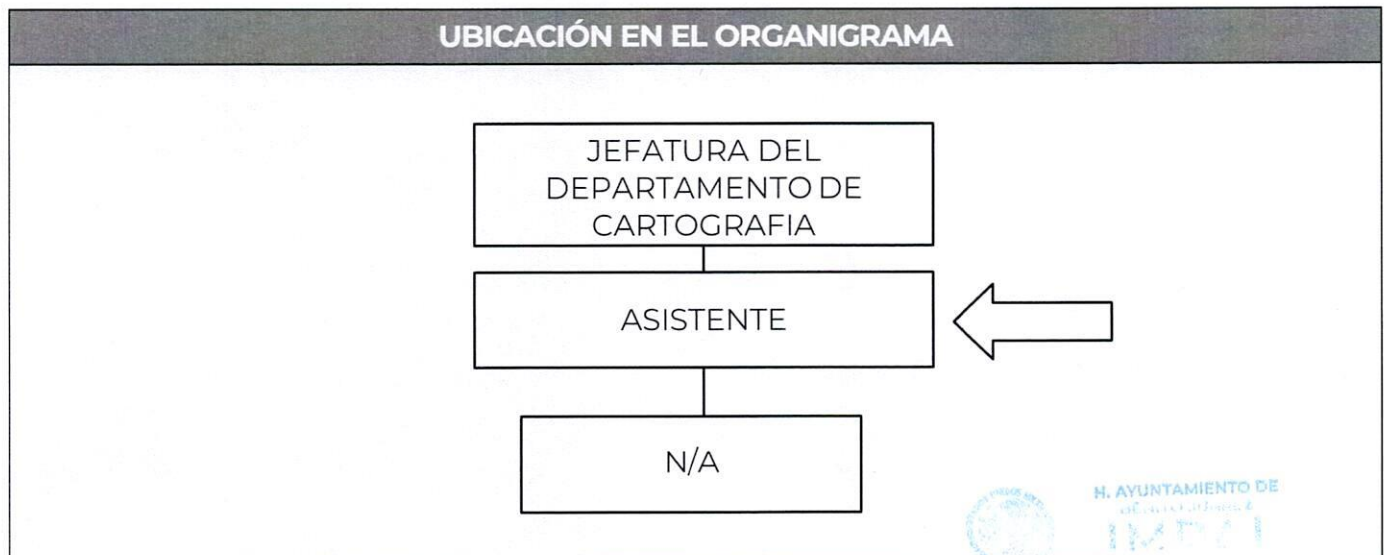 UBICACIÓN EN EL ORGANIGRAMA
JEFATURA DEL
DEPARTAMENTO DE
CARTOGRAFIA
ASISTENTE
N/A
H. AYUNTAMIENTO DE